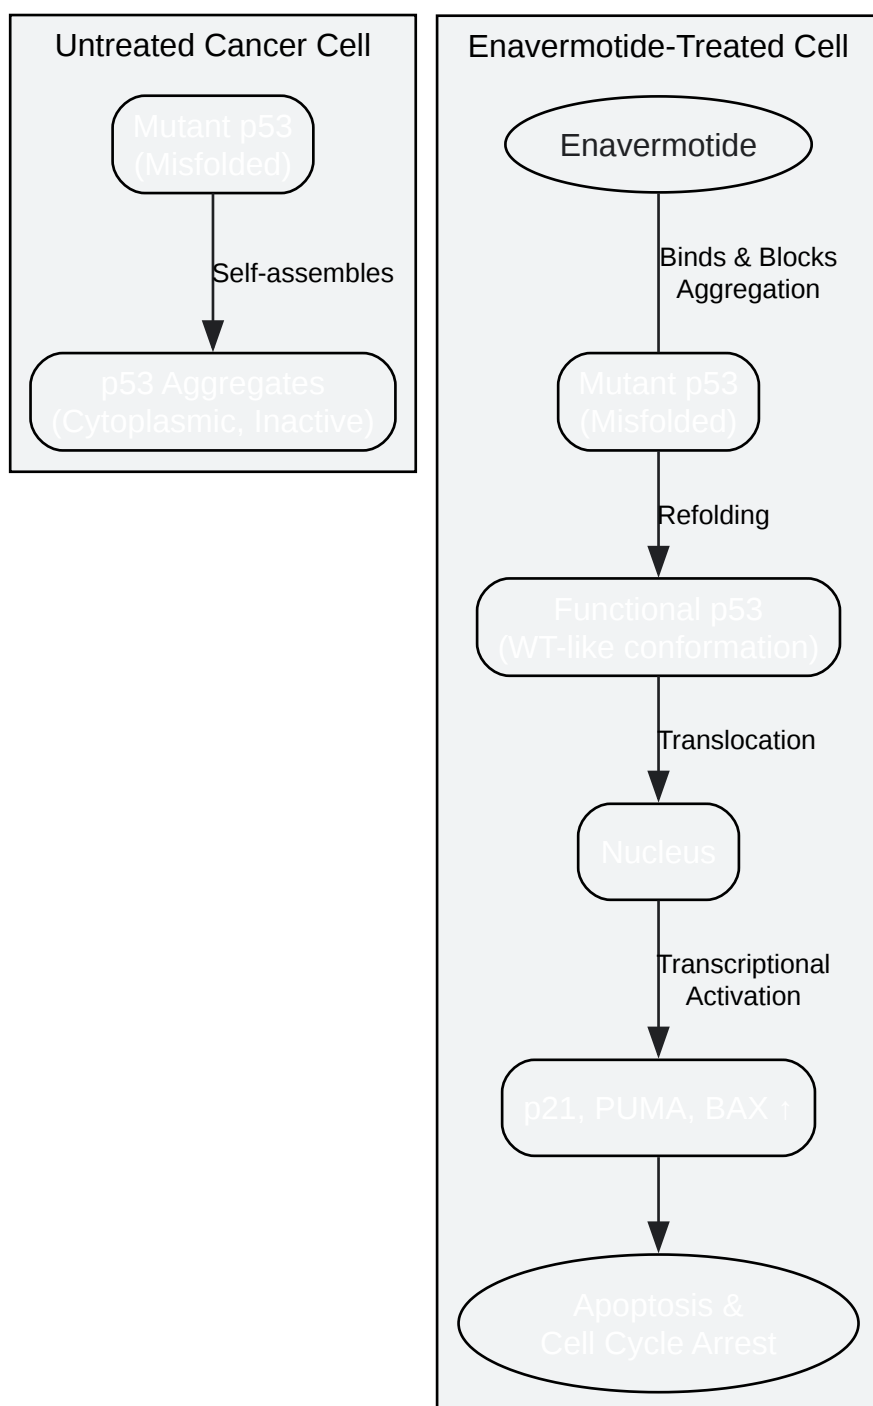 Untreated Cancer Cell
Mutant p53
(Misfolded)
Self-assembles
p53 Aggregates
(Cytoplasmic, Inactive)
Enavermotide-Treated Cell
Enavermotide
Binds & Blocks
Aggregation
Mutant p53
(Misfolded)
Refolding
Functional p53
(WT-like conformation)
Translocation
Nucleus
Transcriptional
Activation
p21, PUMA, BAX ↑
Apoptosis &
Cell Cycle Arrest